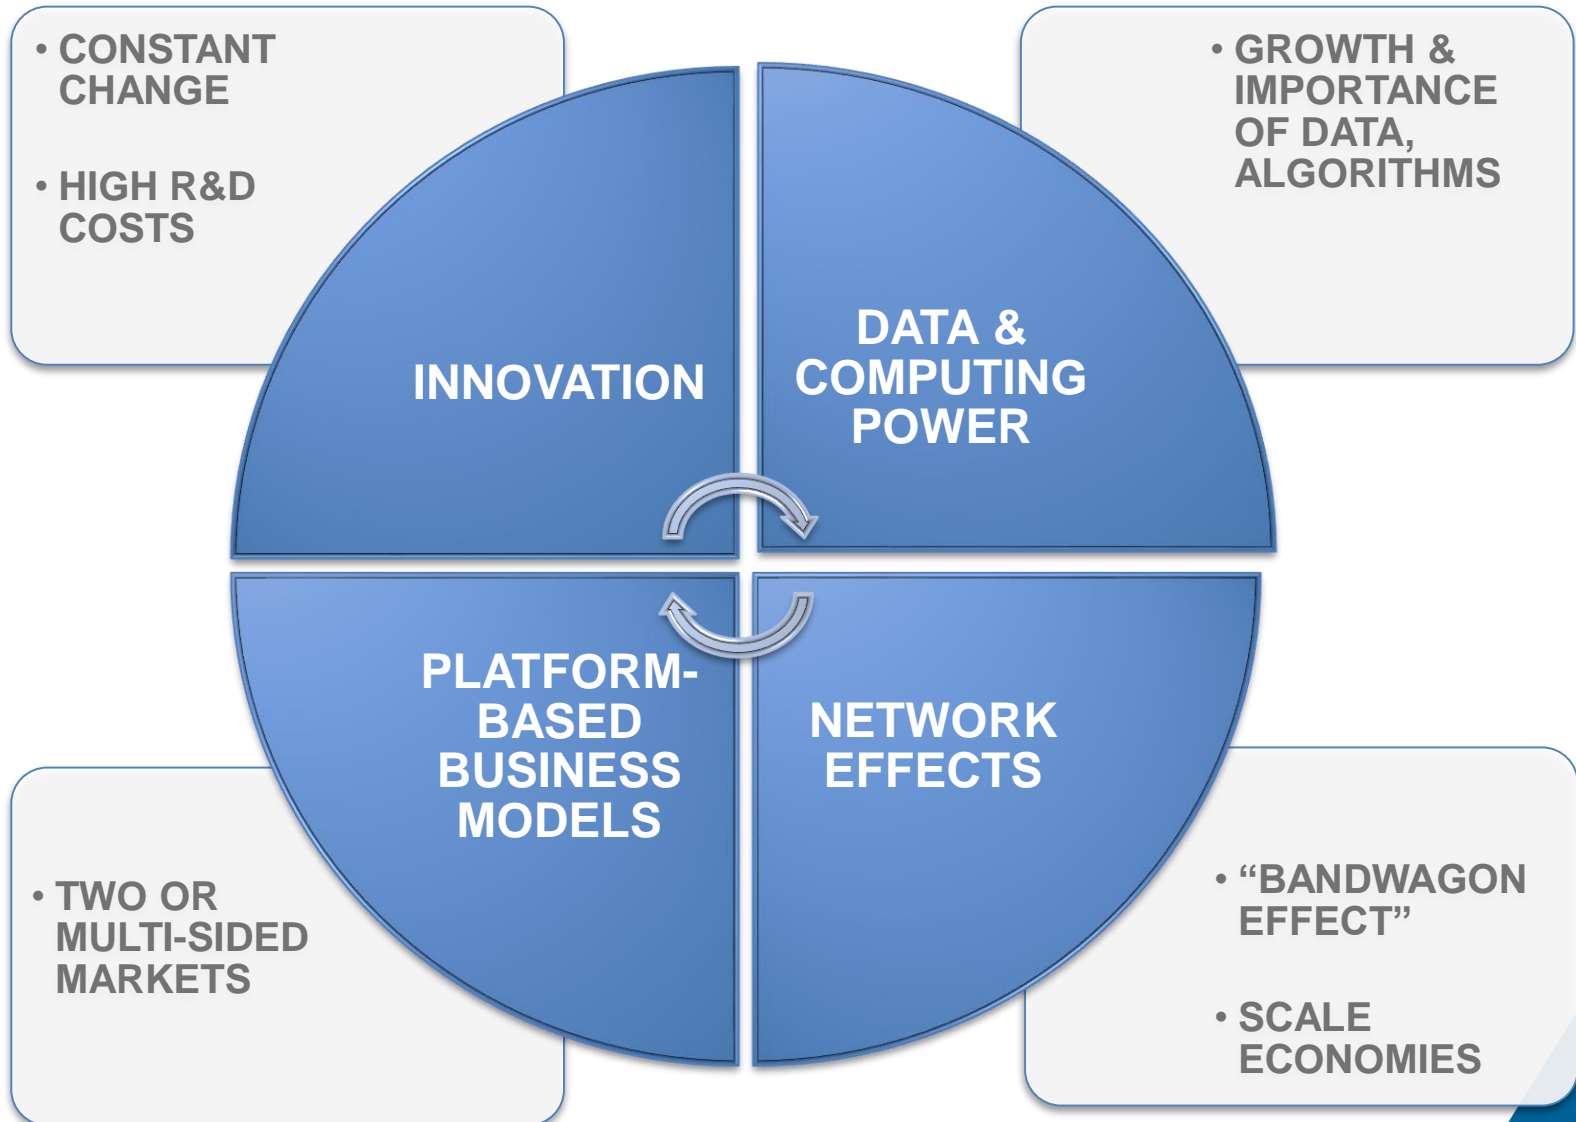 • CONSTANT
CHANGE
• HIGH R&D
COSTS
• GROWTH &
IMPORTANCE
OF DATA,
ALGORITHMS
INNOVATION
DATA &
COMPUTING
POWER
PLATFORM-
BASED
BUSINESS
MODELS
NETWORK
EFFECTS
• TWO OR
MULTI-SIDED
MARKETS
• “BANDWAGON
EFFECT”
• SCALE
ECONOMIES